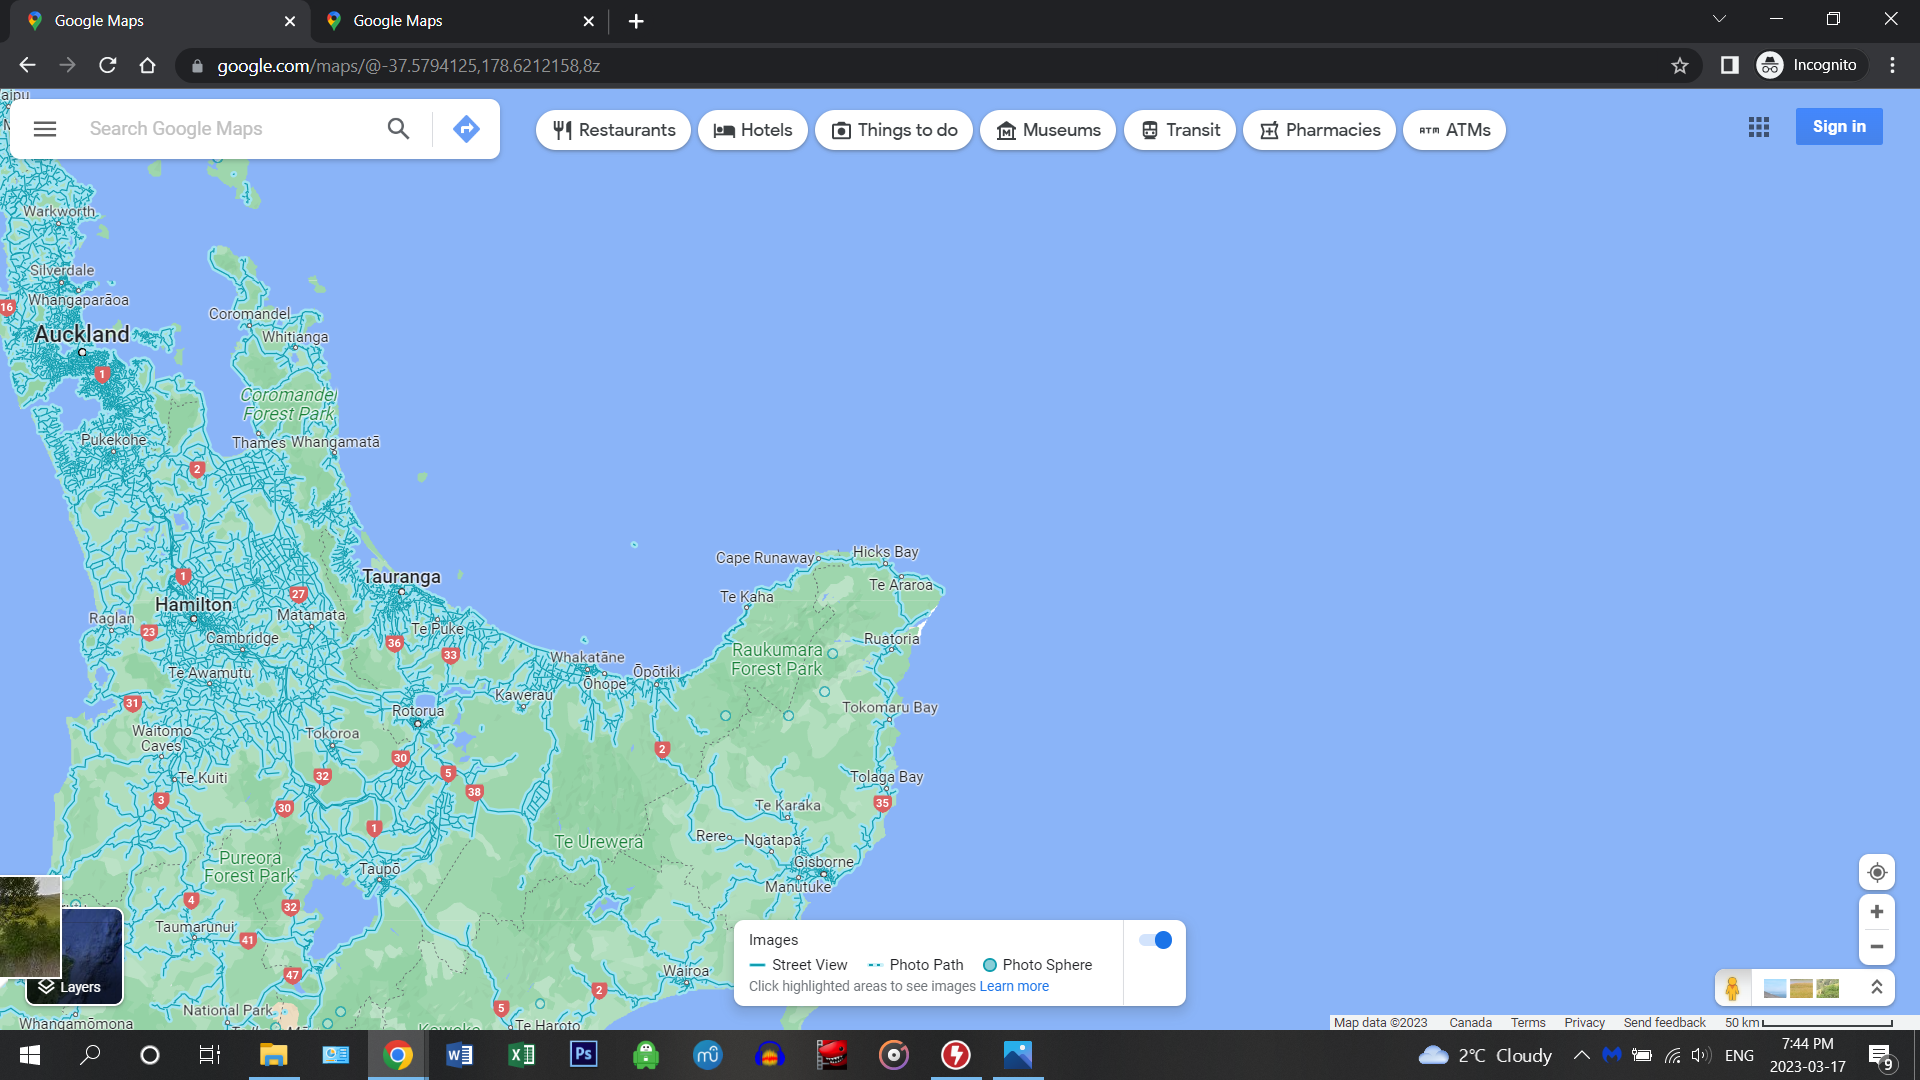 Google Maps
Google Maps
google.com/maps/@-37.5794125,178.6212158,8z
Incognito
Search Google Maps
Restaurants
Hotels
Things to do
Museums
Transit
Pharmacies
ATM ATMs
Sign in
Warkworth
Silverdale
Whangaparāoa
16
Auckland
1
Coromandel
Whitianga
Coromandel
Forest Park
Pukekohe
Thames
Whangamatā
2
1
Tauranga
Hamilton
27
Raglan
23
Matamata
Cambridge
36
Te Puke
33
Te Awamutu
31
Whakatāne
Ōhope
Ōpōtiki
Kawerau
Rotorua
Waitomo
Caves
Tokoroa
Te Kuiti
32
30
5
38
2
3
30
1
Cape Runaway
Hicks Bay
Te Araroa
Te Kaha
Ruatoria
Raukumara
Forest Park
Tokomaru Bay
Tolaga Bay
35
Te Karaka
Rere
Ngatapa
Gisborne
Manutuke
Te Urewera
Pureora
Forest Park
Taupō
4
32
Taumarunui
41
47
National Park
Whangamōmona
5
Te Haroto
2
Wairoa
Layers
Images
Street View
Photo Path
Photo Sphere
Click highlighted areas to see images Learn more
Map data ©2023
Canada
Terms
Privacy
Send feedback
50 km
W
X
Ps
mu
2°C Cloudy
ENG
7:44 PM
2023-03-17
9